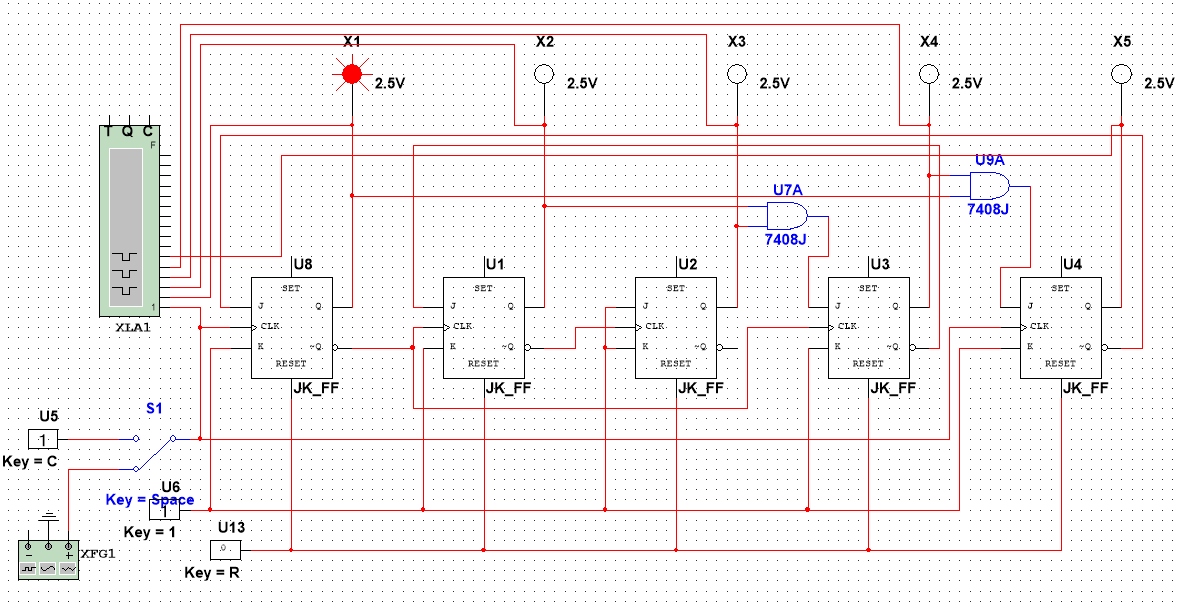 X1
X2
X3
X4
X5
2.5V
2.5V
2.5V
2.5V
2.5V
T Q C
F
1
XLA1
U9A
7408J
U7A
7408J
U8
SET
J
Q
CLK
K
~Q
RESET
JK_FF
U1
SET
J
Q
CLK
K
~Q
RESET
JK_FF
U2
SET
J
Q
CLK
K
~Q
RESET
JK_FF
U3
SET
J
Q
CLK
K
~Q
RESET
JK_FF
U4
SET
J
Q
CLK
K
~Q
RESET
JK_FF
S1
Key = Space
U5
1
Key = C
U6
1
Key = 1
U13
0
Key = R
XFG1